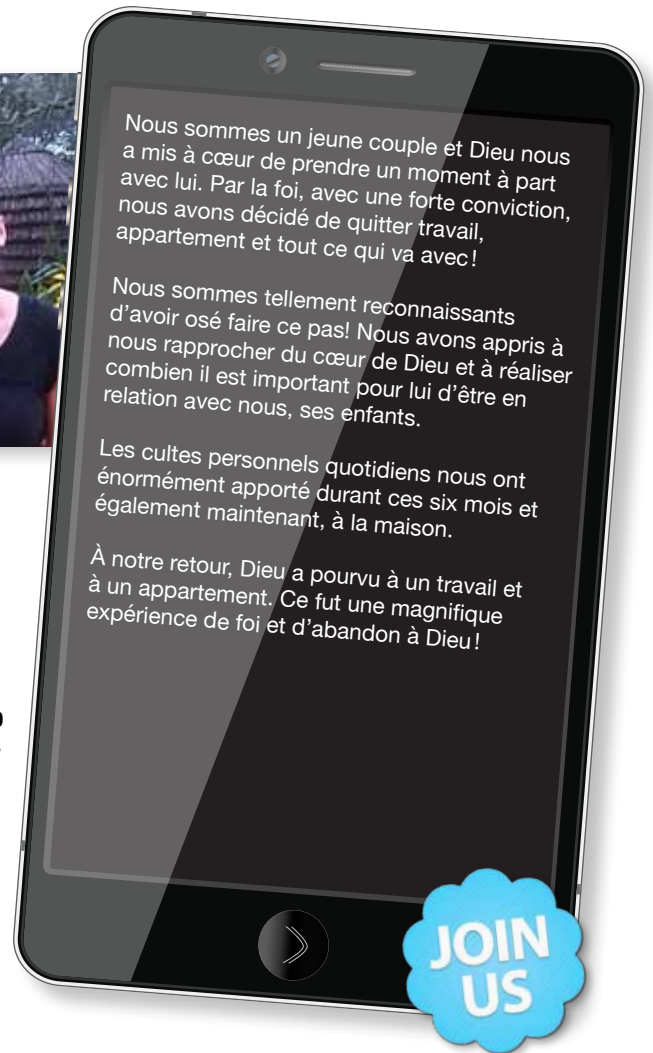 Nous sommes un jeune couple et Dieu nous
a mis à cœur de prendre un moment à part
avec lui. Par la foi, avec une forte conviction,
nous avons décidé de quitter travail,
appartement et tout ce qui va avec!

Nous sommes tellement reconnaissants
d'avoir osé faire ce pas! Nous avons appris à
nous rapprocher du cœur de Dieu et à réaliser
combien il est important pour lui d'être en
relation avec nous, ses enfants.

Les cultes personnels quotidiens nous ont
énormément apporté durant ces six mois et
également maintenant, à la maison.

À notre retour, Dieu a pourvu à un travail et
à un appartement. Ce fut une magnifique
expérience de foi et d'abandon à Dieu!

JOIN
US